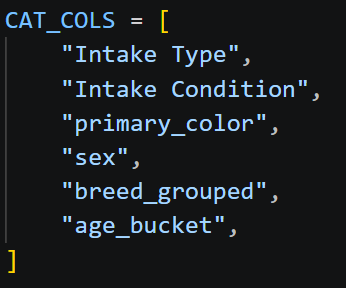 CAT_COLS = [
"Intake Type",
"Intake Condition",
"primary_color",
"sex",
"breed_grouped",
"age_bucket",
]